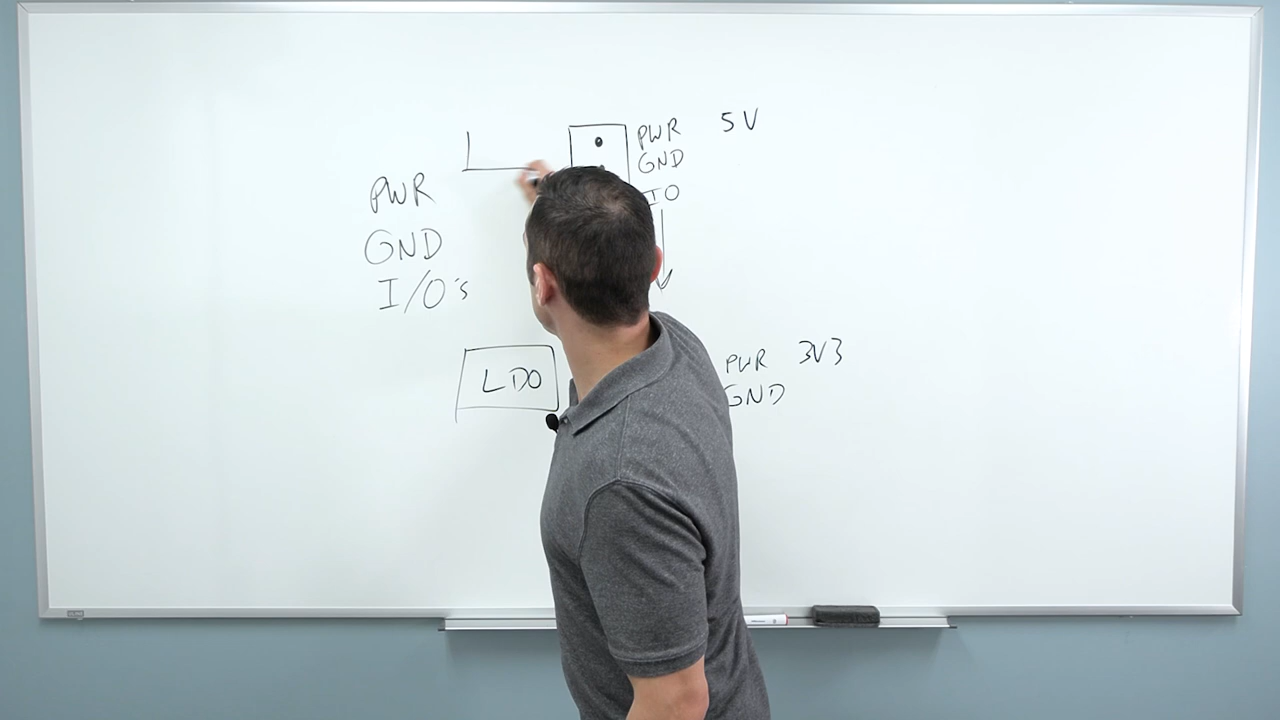 PWR 5V
GND
IO
PWR
GND
I/O's
LDO
PWR 3V3
GND